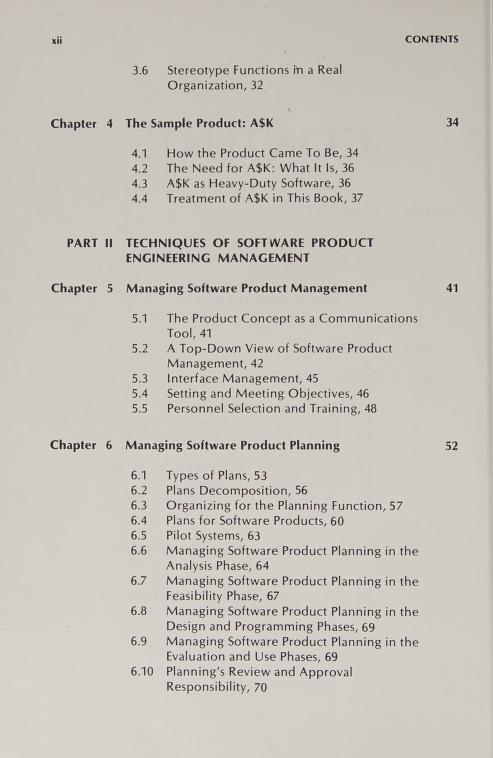 xii CONTENTS
3.6 Stereotype Functions in a Real
Organization, 32
Chapter 4 The Sample Product: A$K 34
4.1 How the Product Came To Be, 34
4.2 The Need for A$K: What It Is, 36
4.3 A$K as Heavy-Duty Software, 36
4.4 Treatment of A$K in This Book, 37
PART II TECHNIQUES OF SOFTWARE PRODUCT
ENGINEERING MANAGEMENT
Chapter 5 Managing Software Product Management 41
5.1 The Product Concept as a Communications
Tool, 41
5.2 A Top-Down View of Software Product
Management, 42
5.3 Interface Management, 45
5.4 Setting and Meeting Objectives, 46
5.5 Personnel Selection and Training, 48
Chapter 6 Managing Software Product Planning 52
6.1 Types of Plans, 53
6.2 Plans Decomposition, 56
6.3 Organizing for the Planning Function, 57
6.4 Plans for Software Products, 60
6.5 Pilot Systems, 63
6.6 Managing Software Product Planning in the
Analysis Phase, 64
6.7 Managing Software Product Planning in the
Feasibility Phase, 67
6.8 Managing Software Product Planning in the
Design and Programming Phases, 69
6.9 Managing Software Product Planning in the
Evaluation and Use Phases, 69
6.10 Planning's Review and Approval
Responsibility, 70